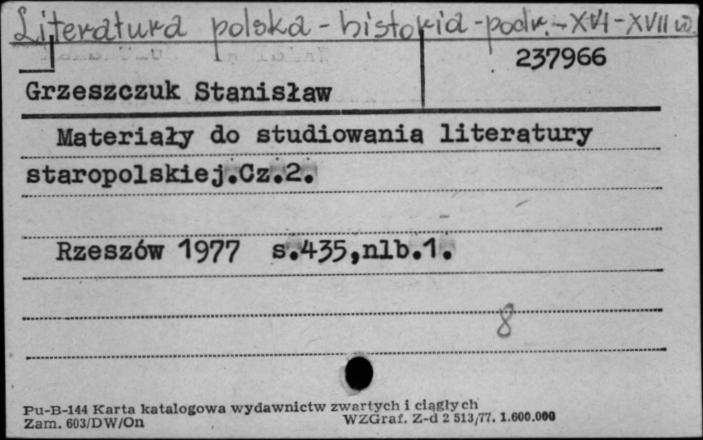 Literatura polska - historia - podr. - XVI - XVII w.
237966
Grzeszczuk Stanisław
Materiały do studiowania literatury
staropolskiej.Cz.2.
Rzeszów 1977 s.435,nlb.1.
8
Pu-B-144 Karta katalogowa wydawnictw zwartych i ciągłych
Zam. 603/DW/On WZGraf. Z-d 2 513/77. 1.600.000